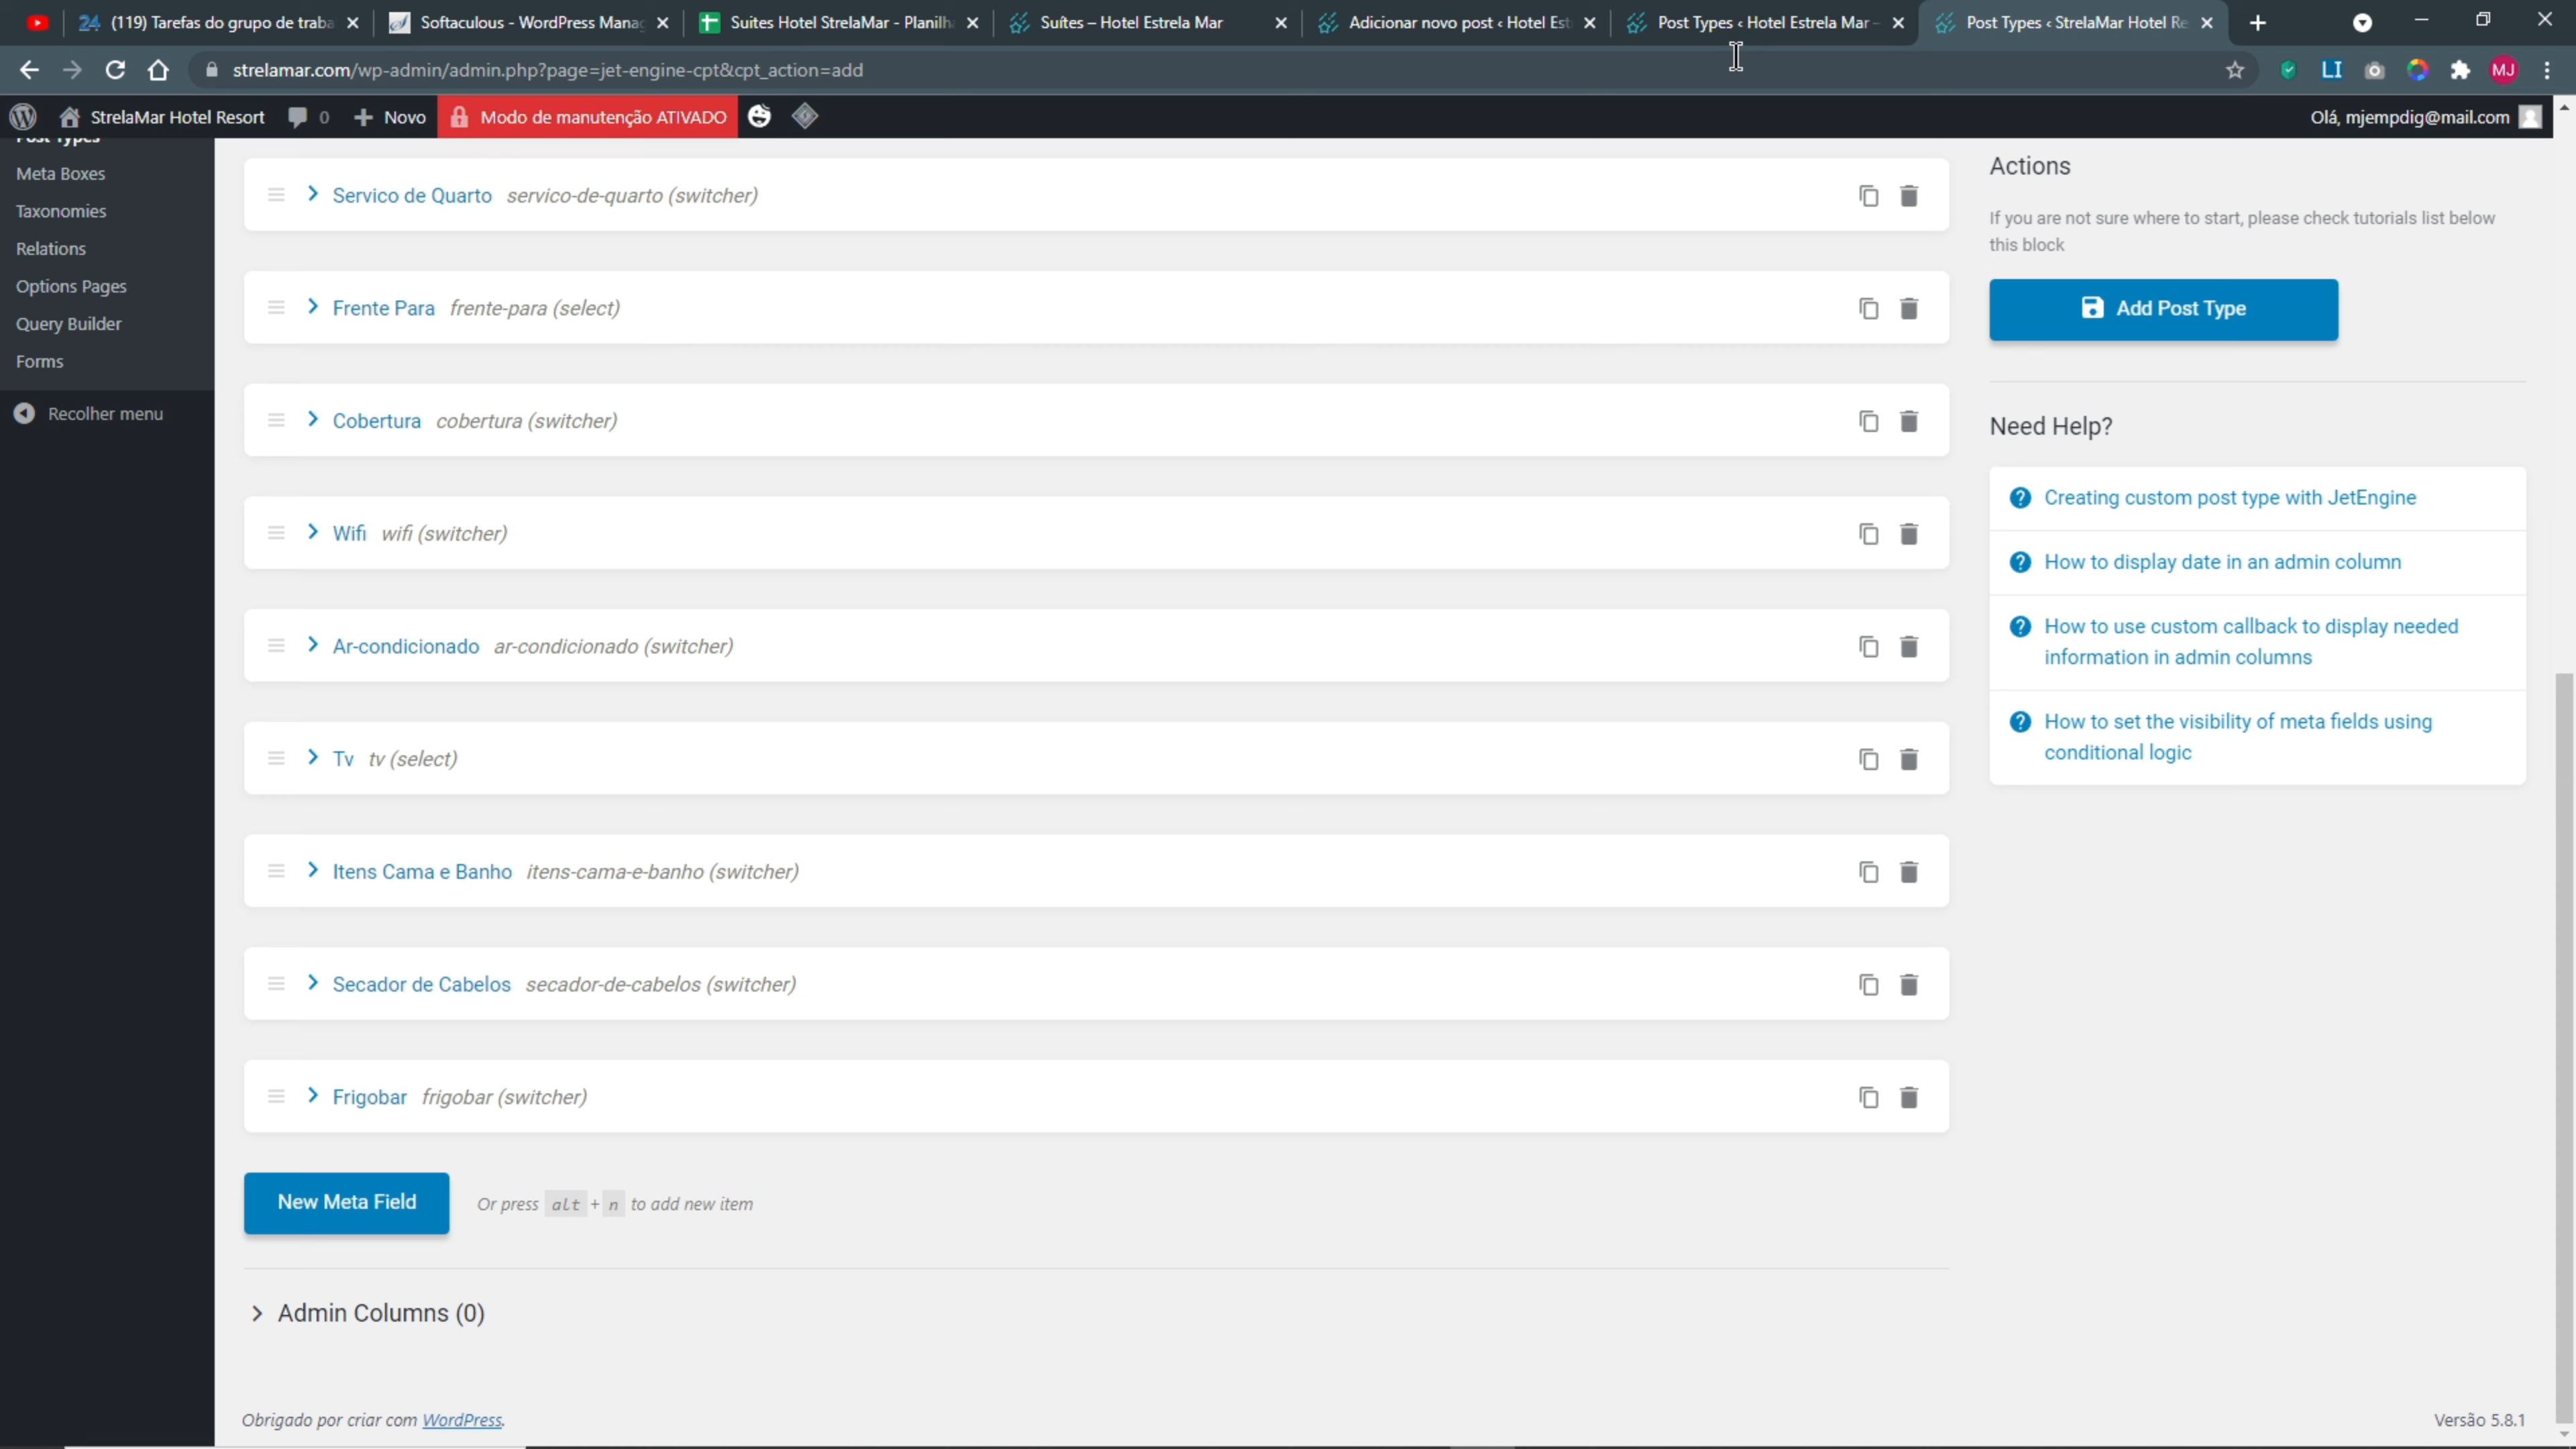 (119) Tarefas do grupo de traba
Softaculous - WordPress Manag
Suites Hotel StrelaMar - Planilh
Suítes – Hotel Estrela Mar
Adicionar novo post ‹ Hotel Est
Post Types ‹ Hotel Estrela Mar –
Post Types ‹ StrelaMar Hotel Re
strelamar.com/wp-admin/admin.php?page=jet-engine-cpt&cpt_action=add
LI
MJ
StrelaMar Hotel Resort
0
Novo
Modo de manutenção ATIVADO
Olá, mjempdig@mail.com
Post Types
Meta Boxes
Taxonomies
Relations
Options Pages
Query Builder
Forms
Recolher menu
Servico de Quarto servico-de-quarto (switcher)
Frente Para frente-para (select)
Cobertura cobertura (switcher)
Wifi wifi (switcher)
Ar-condicionado ar-condicionado (switcher)
Tv tv (select)
Itens Cama e Banho itens-cama-e-banho (switcher)
Secador de Cabelos secador-de-cabelos (switcher)
Frigobar frigobar (switcher)
New Meta Field
Or press alt + n to add new item
Admin Columns (0)
Actions
If you are not sure where to start, please check tutorials list below
this block
Add Post Type
Need Help?
Creating custom post type with JetEngine
How to display date in an admin column
How to use custom callback to display needed
information in admin columns
How to set the visibility of meta fields using
conditional logic
Obrigado por criar com WordPress.
Versão 5.8.1